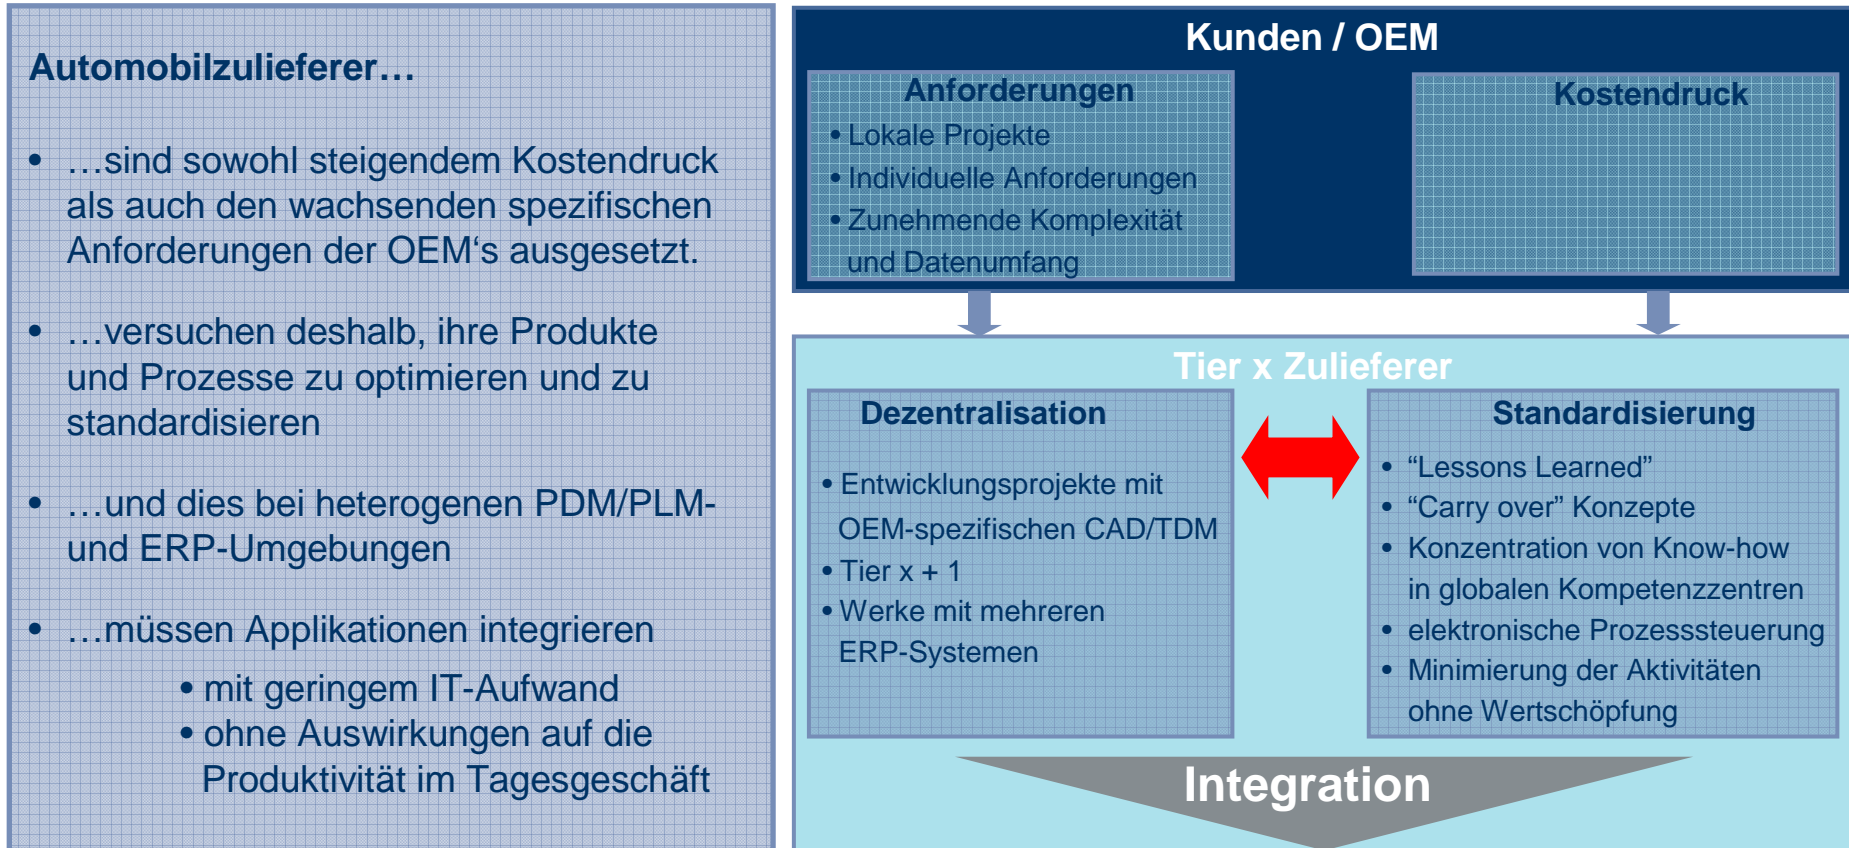 Automobilzulieferer…
• …sind sowohl steigendem Kostendruck
als auch den wachsenden spezifischen
Anforderungen der OEM‘s ausgesetzt.
• …versuchen deshalb, ihre Produkte
und Prozesse zu optimieren und zu
standardisieren
• …und dies bei heterogenen PDM/PLM-
und ERP-Umgebungen
• …müssen Applikationen integrieren
• mit geringem IT-Aufwand
• ohne Auswirkungen auf die
Produktivität im Tagesgeschäft
Kunden / OEM
Anforderungen
• Lokale Projekte
• Individuelle Anforderungen
• Zunehmende Komplexität
und Datenumfang
Kostendruck
Tier x Zulieferer
Dezentralisation
• Entwicklungsprojekte mit
OEM-spezifischen CAD/TDM
• Tier x + 1
• Werke mit mehreren
ERP-Systemen
Standardisierung
• “Lessons Learned”
• “Carry over” Konzepte
• Konzentration von Know-how
in globalen Kompetenzzentren
• elektronische Prozesssteuerung
• Minimierung der Aktivitäten
ohne Wertschöpfung
Integration